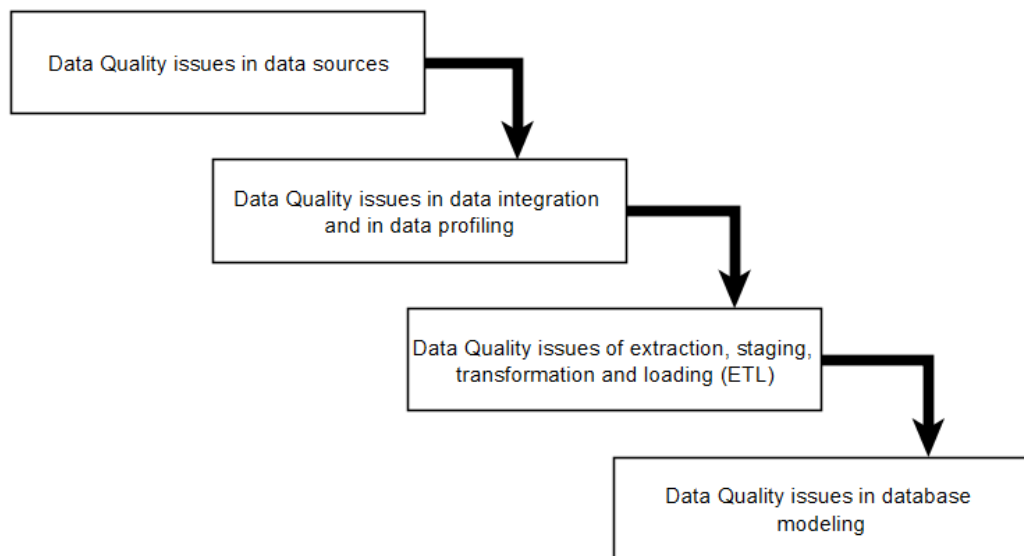 Data Quality issues in data sources
Data Quality issues in data integration
and in data profiling
Data Quality issues of extraction, staging,
transformation and loading (ETL)
Data Quality issues in database
modeling